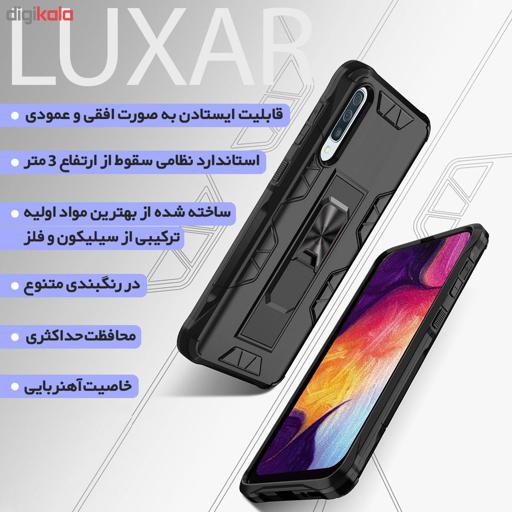 digikala
LUXAR
قابلیت ایستادن به صورت افقی و عمودی
استاندارد نظامی سقوط از ارتفاع 3 متر
ساخته شده از بهترین مواد اولیه
ترکیبی از سیلیکون و فلز
در رنگبندی متنوع
محافظت حداکثری
خاصیت آهنربایی